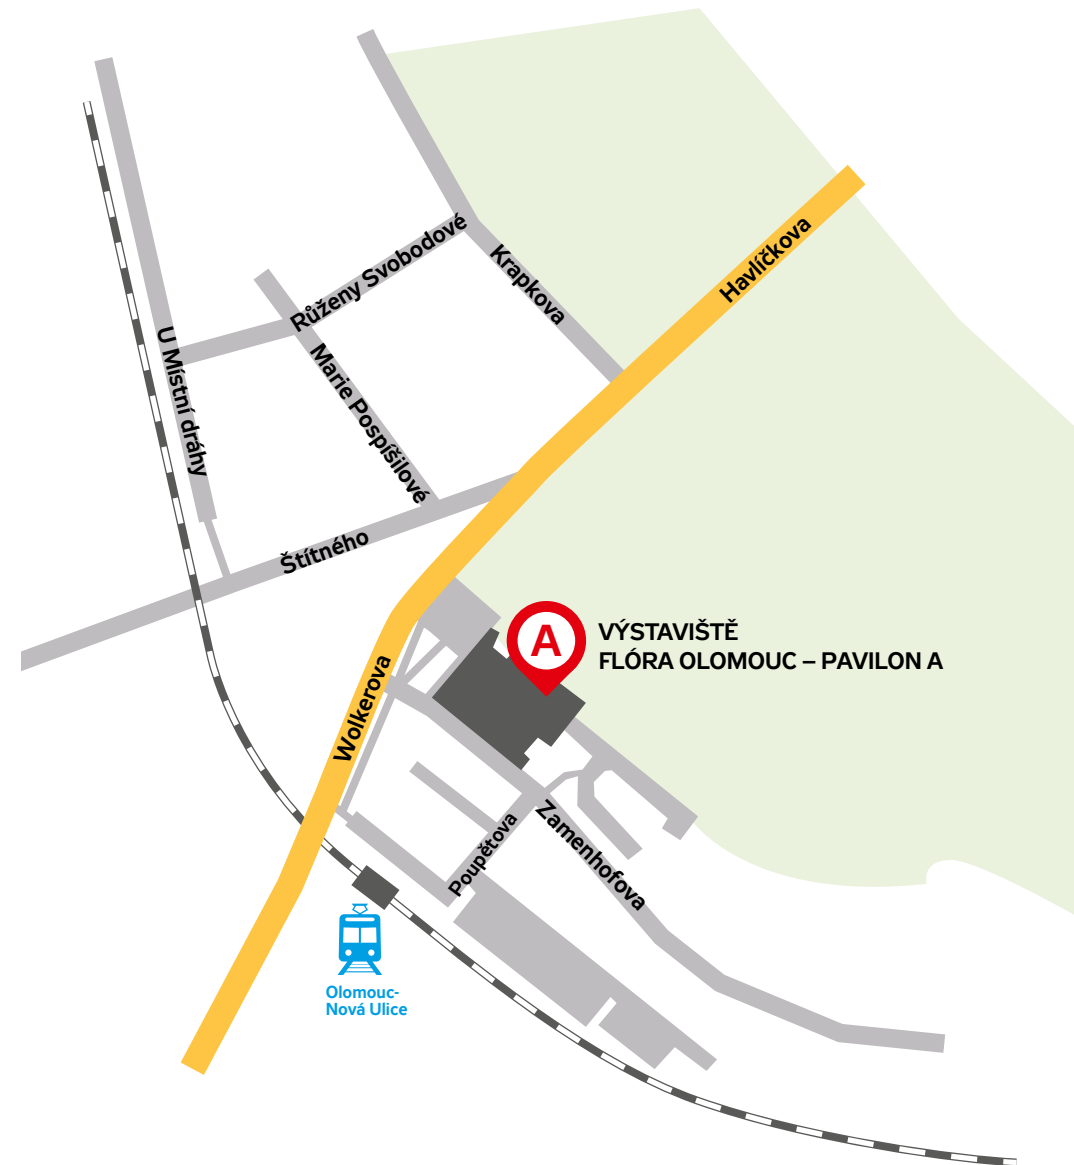 Růženy Svobodové
Krapkova
Havlíčkova
U Místní dráhy
Marie Pospíšilové
Štítného
A
VÝSTAVIŠTĚ
FLÓRA OLOMOUC – PAVILON A
Wolkerova
Poupětova
Zamenhofova
Olomouc-
Nová Ulice